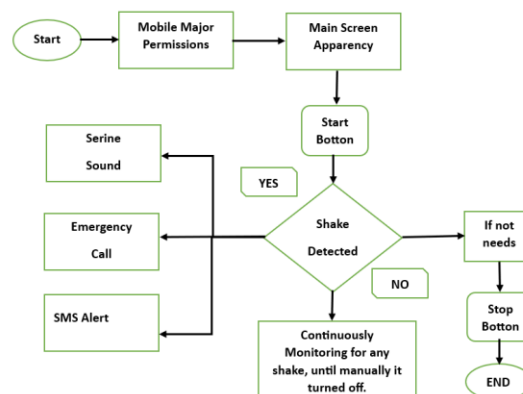 Start
Mobile Major
Permissions
Main Screen
Apparency
Start
Botton
Serine
Sound
YES
Emergency
Call
Shake
Detected
If not
needs
NO
SMS Alert
Stop
Botton
Continuously
Monitoring for any
shake, until manually it
turned off.
END